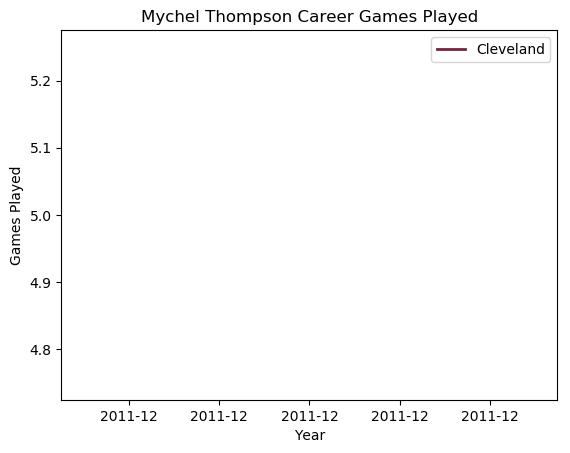 Mychel Thompson Career Games Played
Cleveland
5.2
5.1
5.0
4.9
4.8
Games Played
2011-12 2011-12 2011-12 2011-12 2011-12
Year